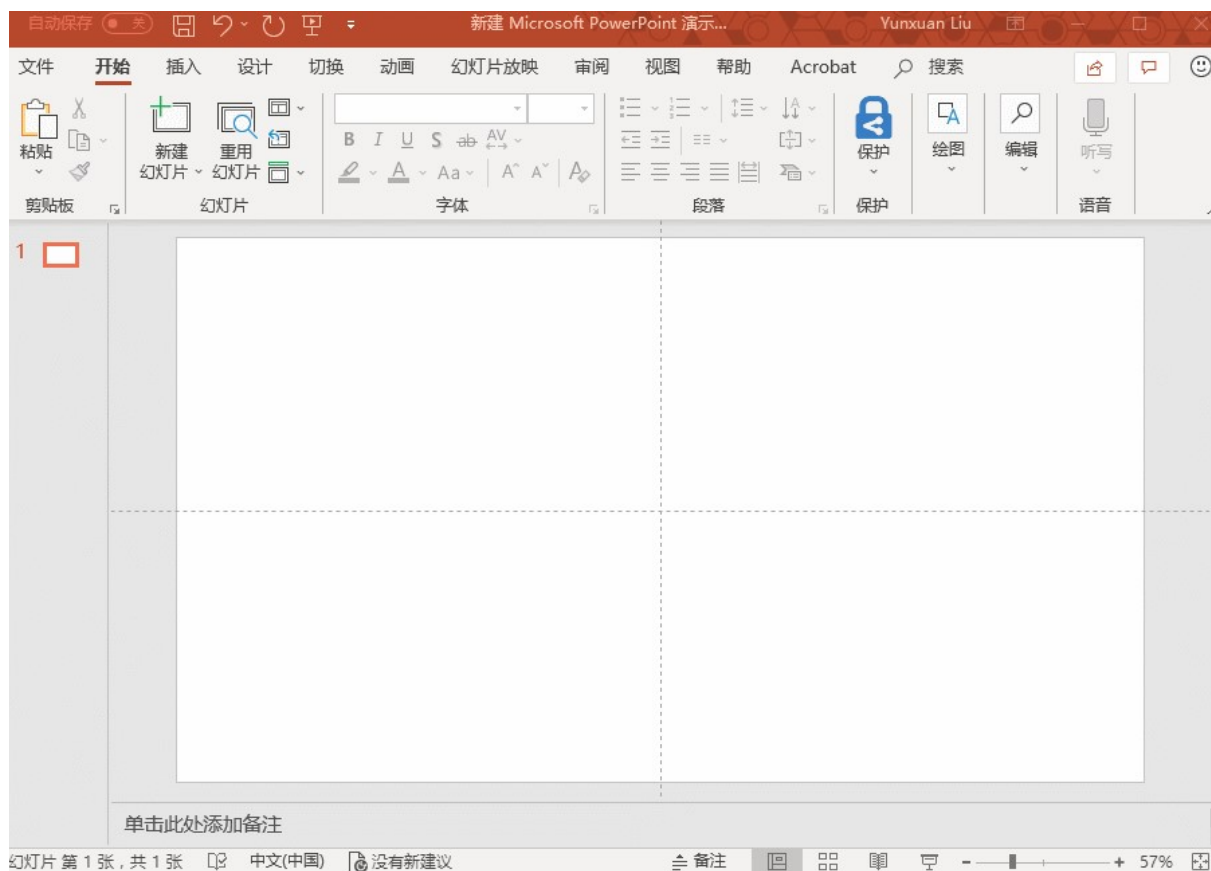 自动保存 关 新建 Microsoft PowerPoint 演示... Yunxuan Liu
文件 开始 插入 设计 切换 动画 幻灯片放映 审阅 视图 帮助 Acrobat 搜索
粘贴 新建 幻灯片 重用 幻灯片 保护 绘图 编辑 听写
B I U S ab AV
A Aa A A A
剪贴板 幻灯片 字体 段落 保护 语音
1
单击此处添加备注
幻灯片 第 1 张，共 1 张 中文(中国) 没有新建议 备注 57%